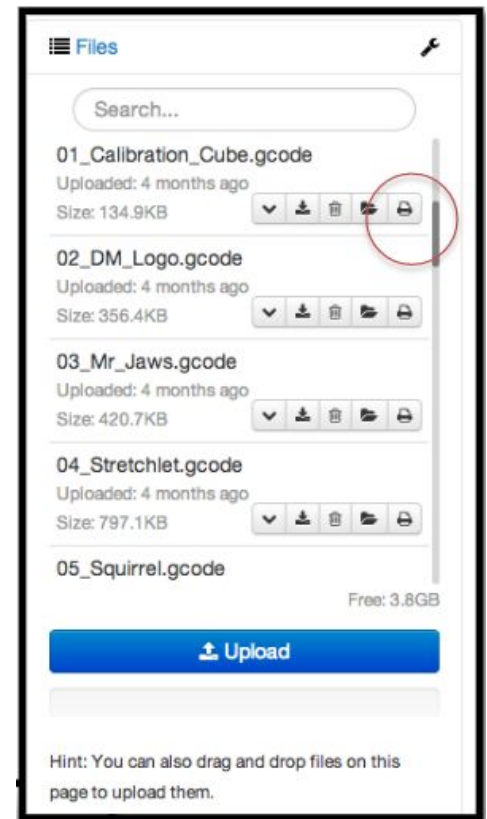 Files
Search...
01_Calibration_Cube.gcode
Uploaded: 4 months ago
Size: 134.9KB
02_DM_Logo.gcode
Uploaded: 4 months ago
Size: 356.4KB
03_Mr_Jaws.gcode
Uploaded: 4 months ago
Size: 420.7KB
04_Stretchlet.gcode
Uploaded: 4 months ago
Size: 797.1KB
05_Squirrel.gcode
Free: 3.8GB
Upload
Hint: You can also drag and drop files on this
page to upload them.